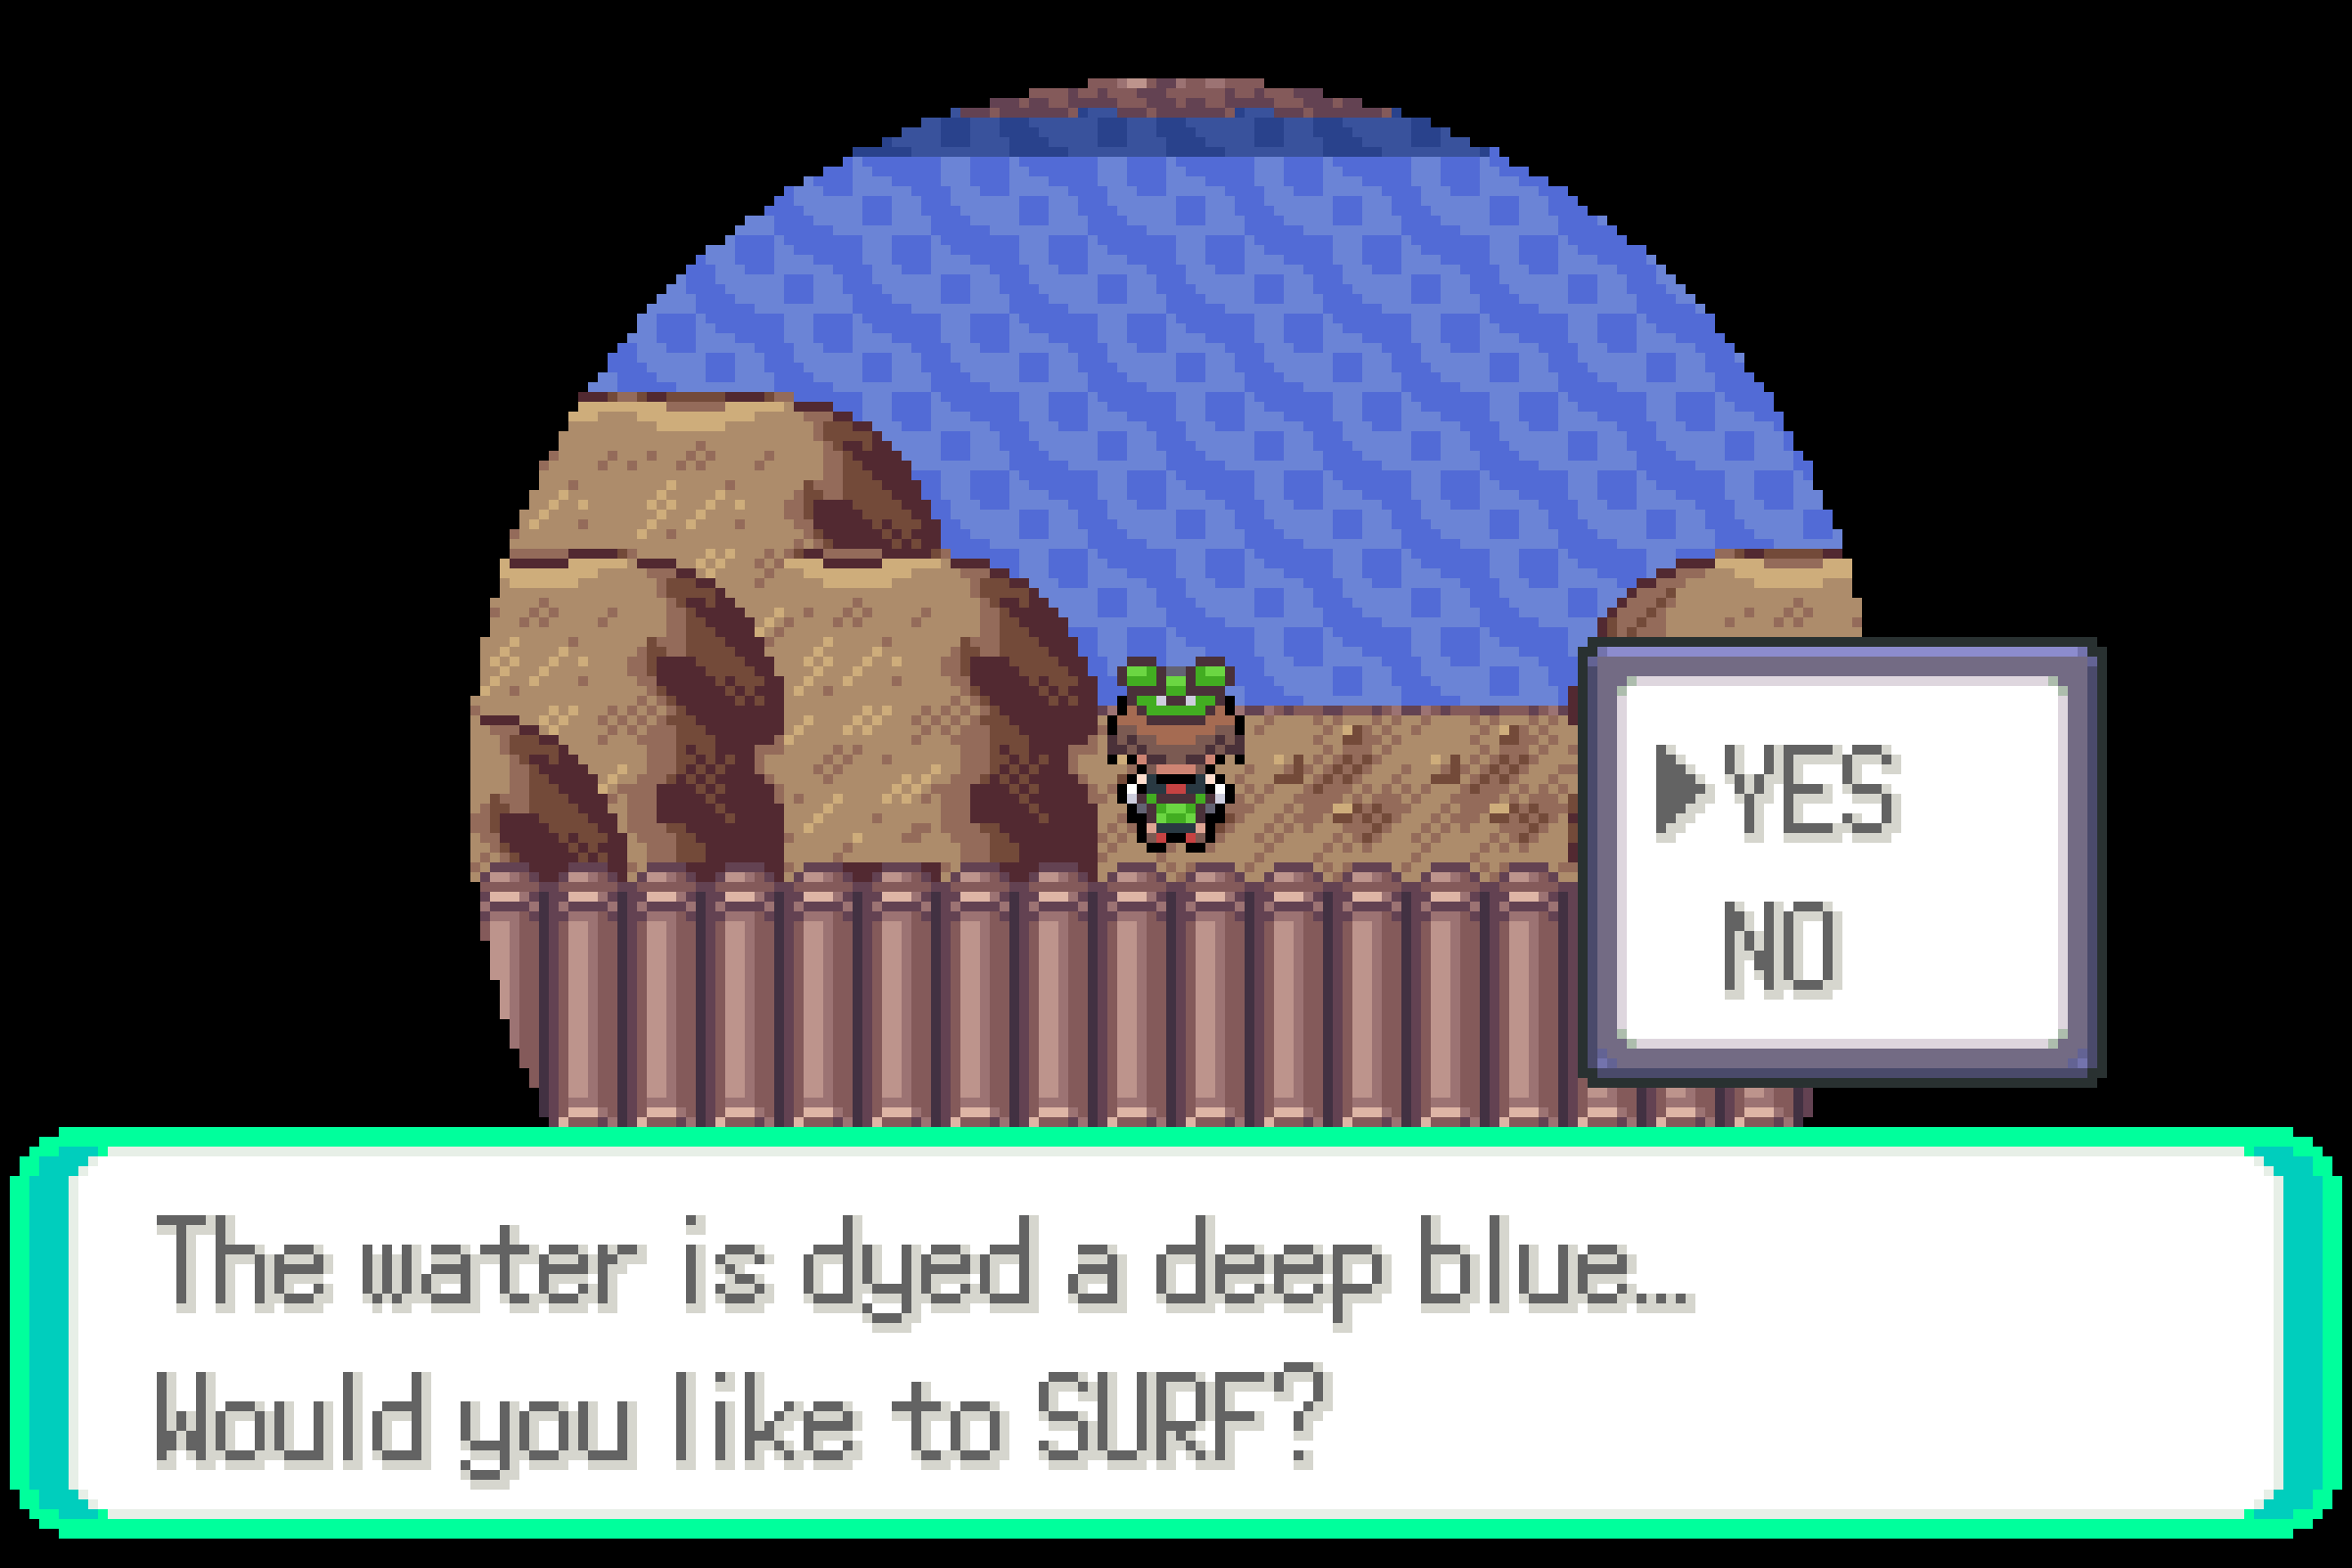 YES
NO
The water is dyed a deep blue…
Would you like to SURF?